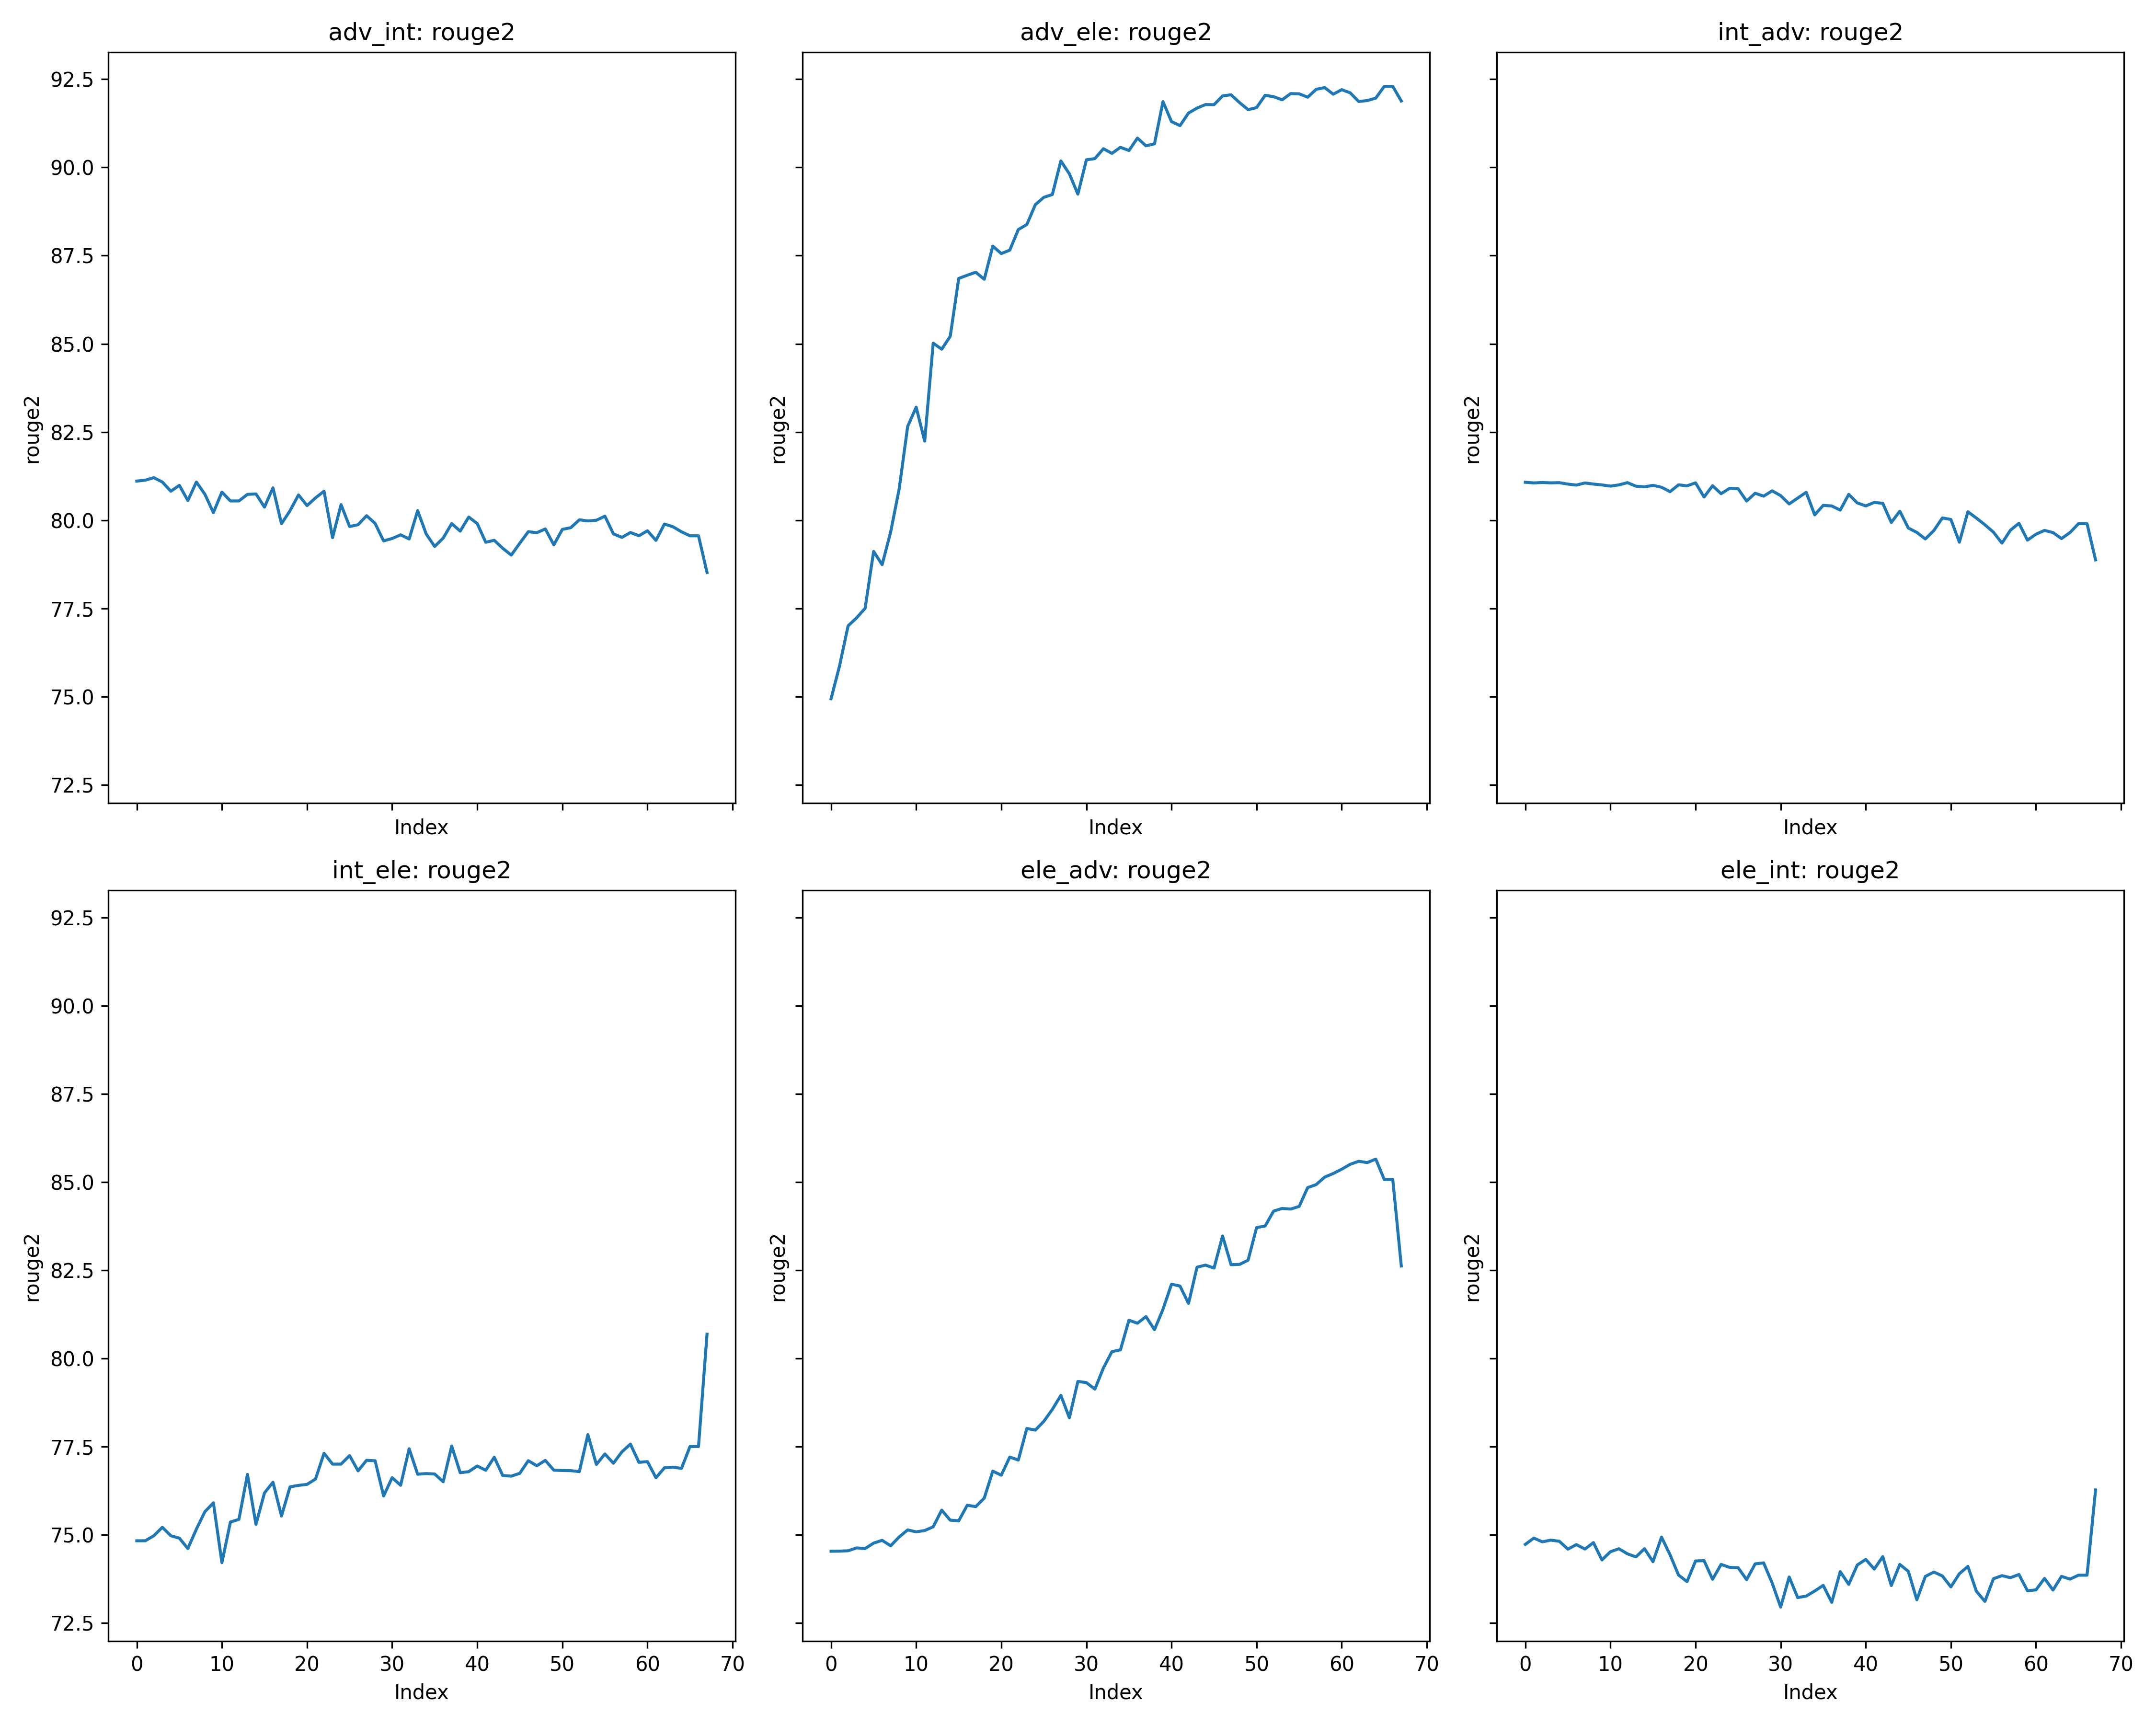 adv_int: rouge2
adv_ele: rouge2
int_adv: rouge2
92.5
90.0
87.5
85.0
82.5
80.0
77.5
75.0
72.5
rouge2
rouge2
rouge2
Index
Index
Index
int_ele: rouge2
ele_adv: rouge2
ele_int: rouge2
92.5
90.0
87.5
85.0
82.5
80.0
77.5
75.0
72.5
rouge2
rouge2
rouge2
0 10 20 30 40 50 60 70
0 10 20 30 40 50 60 70
0 10 20 30 40 50 60 70
Index
Index
Index